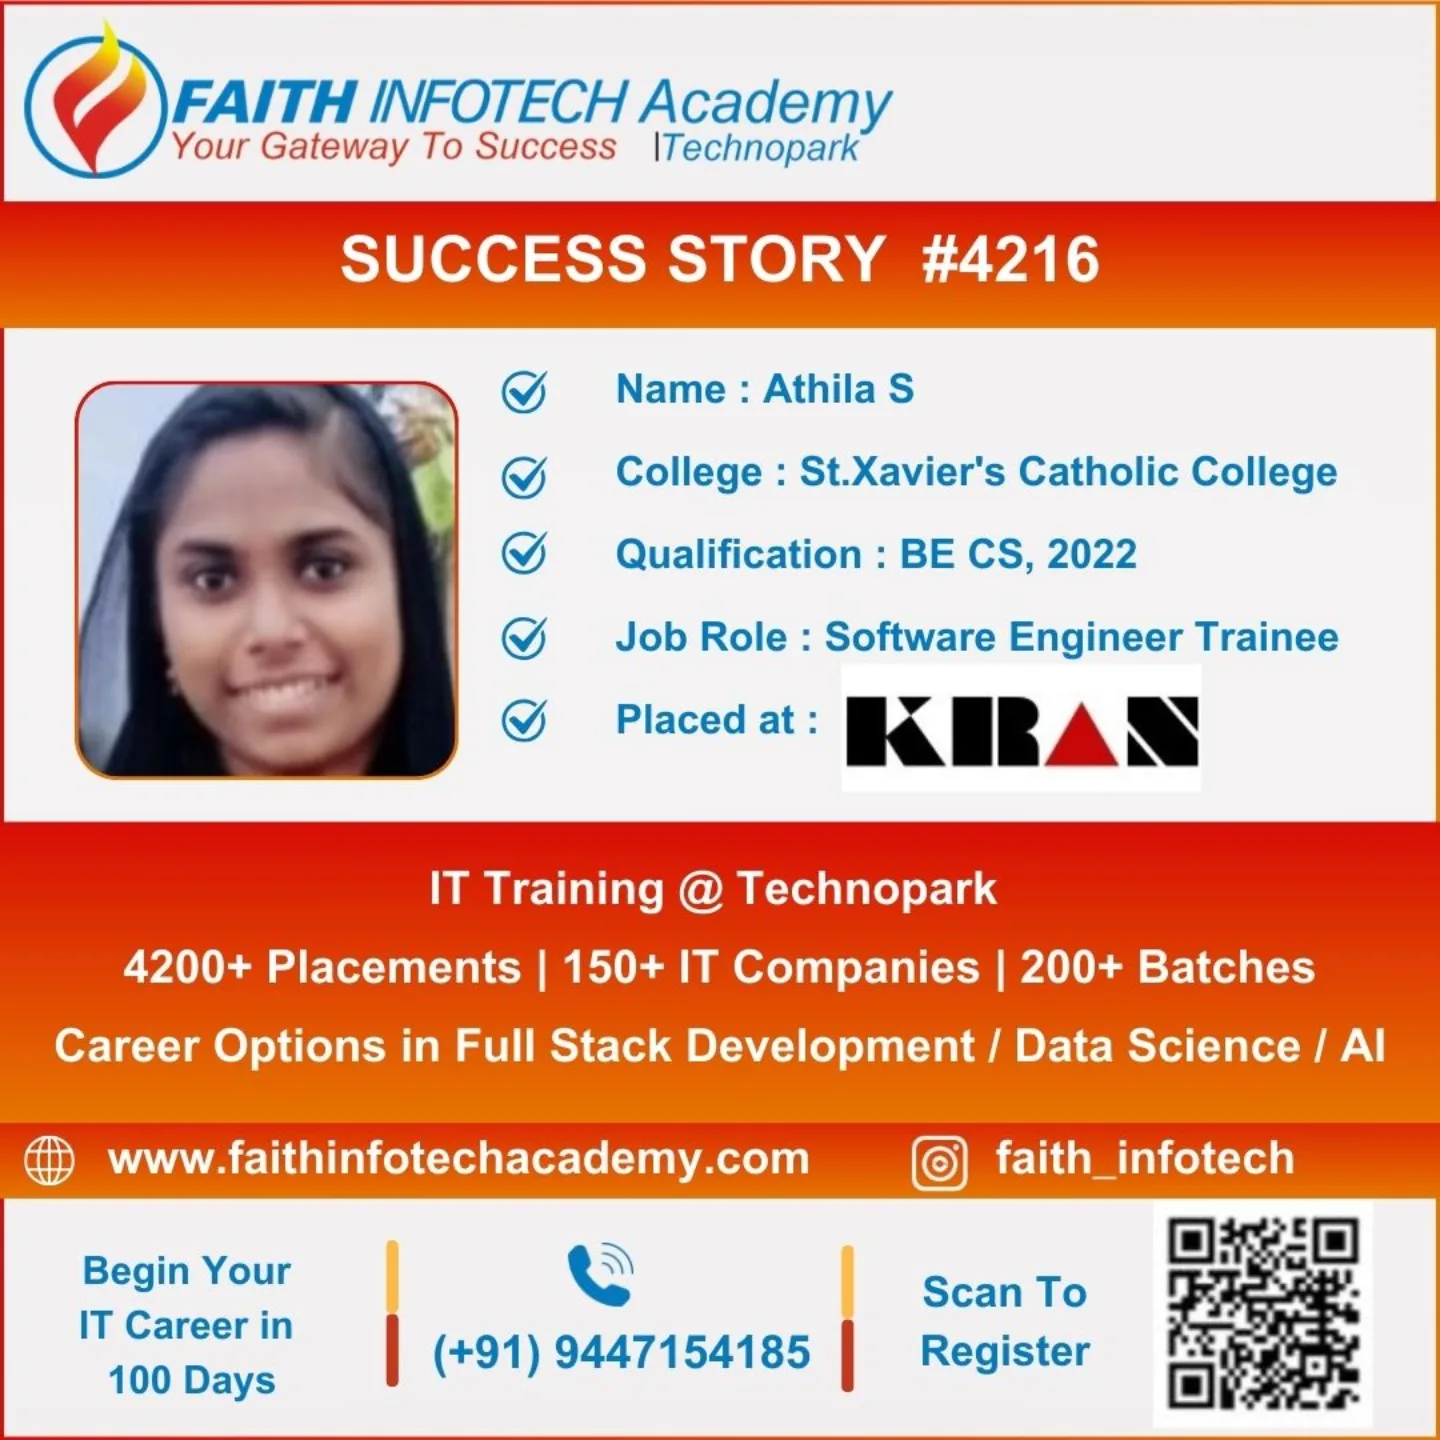 FAITH INFOTECH Academy
Your Gateway To Success |Technopark
SUCCESS STORY #4216
Name : Athila S
College : St.Xavier's Catholic College
Qualification : BE CS, 2022
Job Role : Software Engineer Trainee
Placed at : KRAN
IT Training @ Technopark
4200+ Placements | 150+ IT Companies | 200+ Batches
Career Options in Full Stack Development / Data Science / AI
www.faithinfotechacademy.com faith_infotech
Begin Your
IT Career in
100 Days
(+91) 9447154185
Scan To
Register